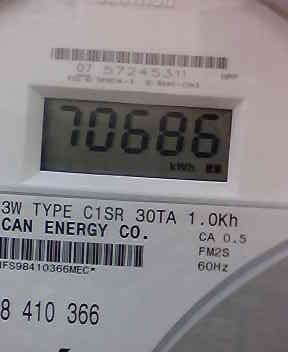 07 57245311
70686
kWh
3W TYPE C1SR 30TA 1.0Kh
CAN ENERGY CO.
CA 0.5
FM2S
60Hz
IFS98410366MEC*
8 410 366